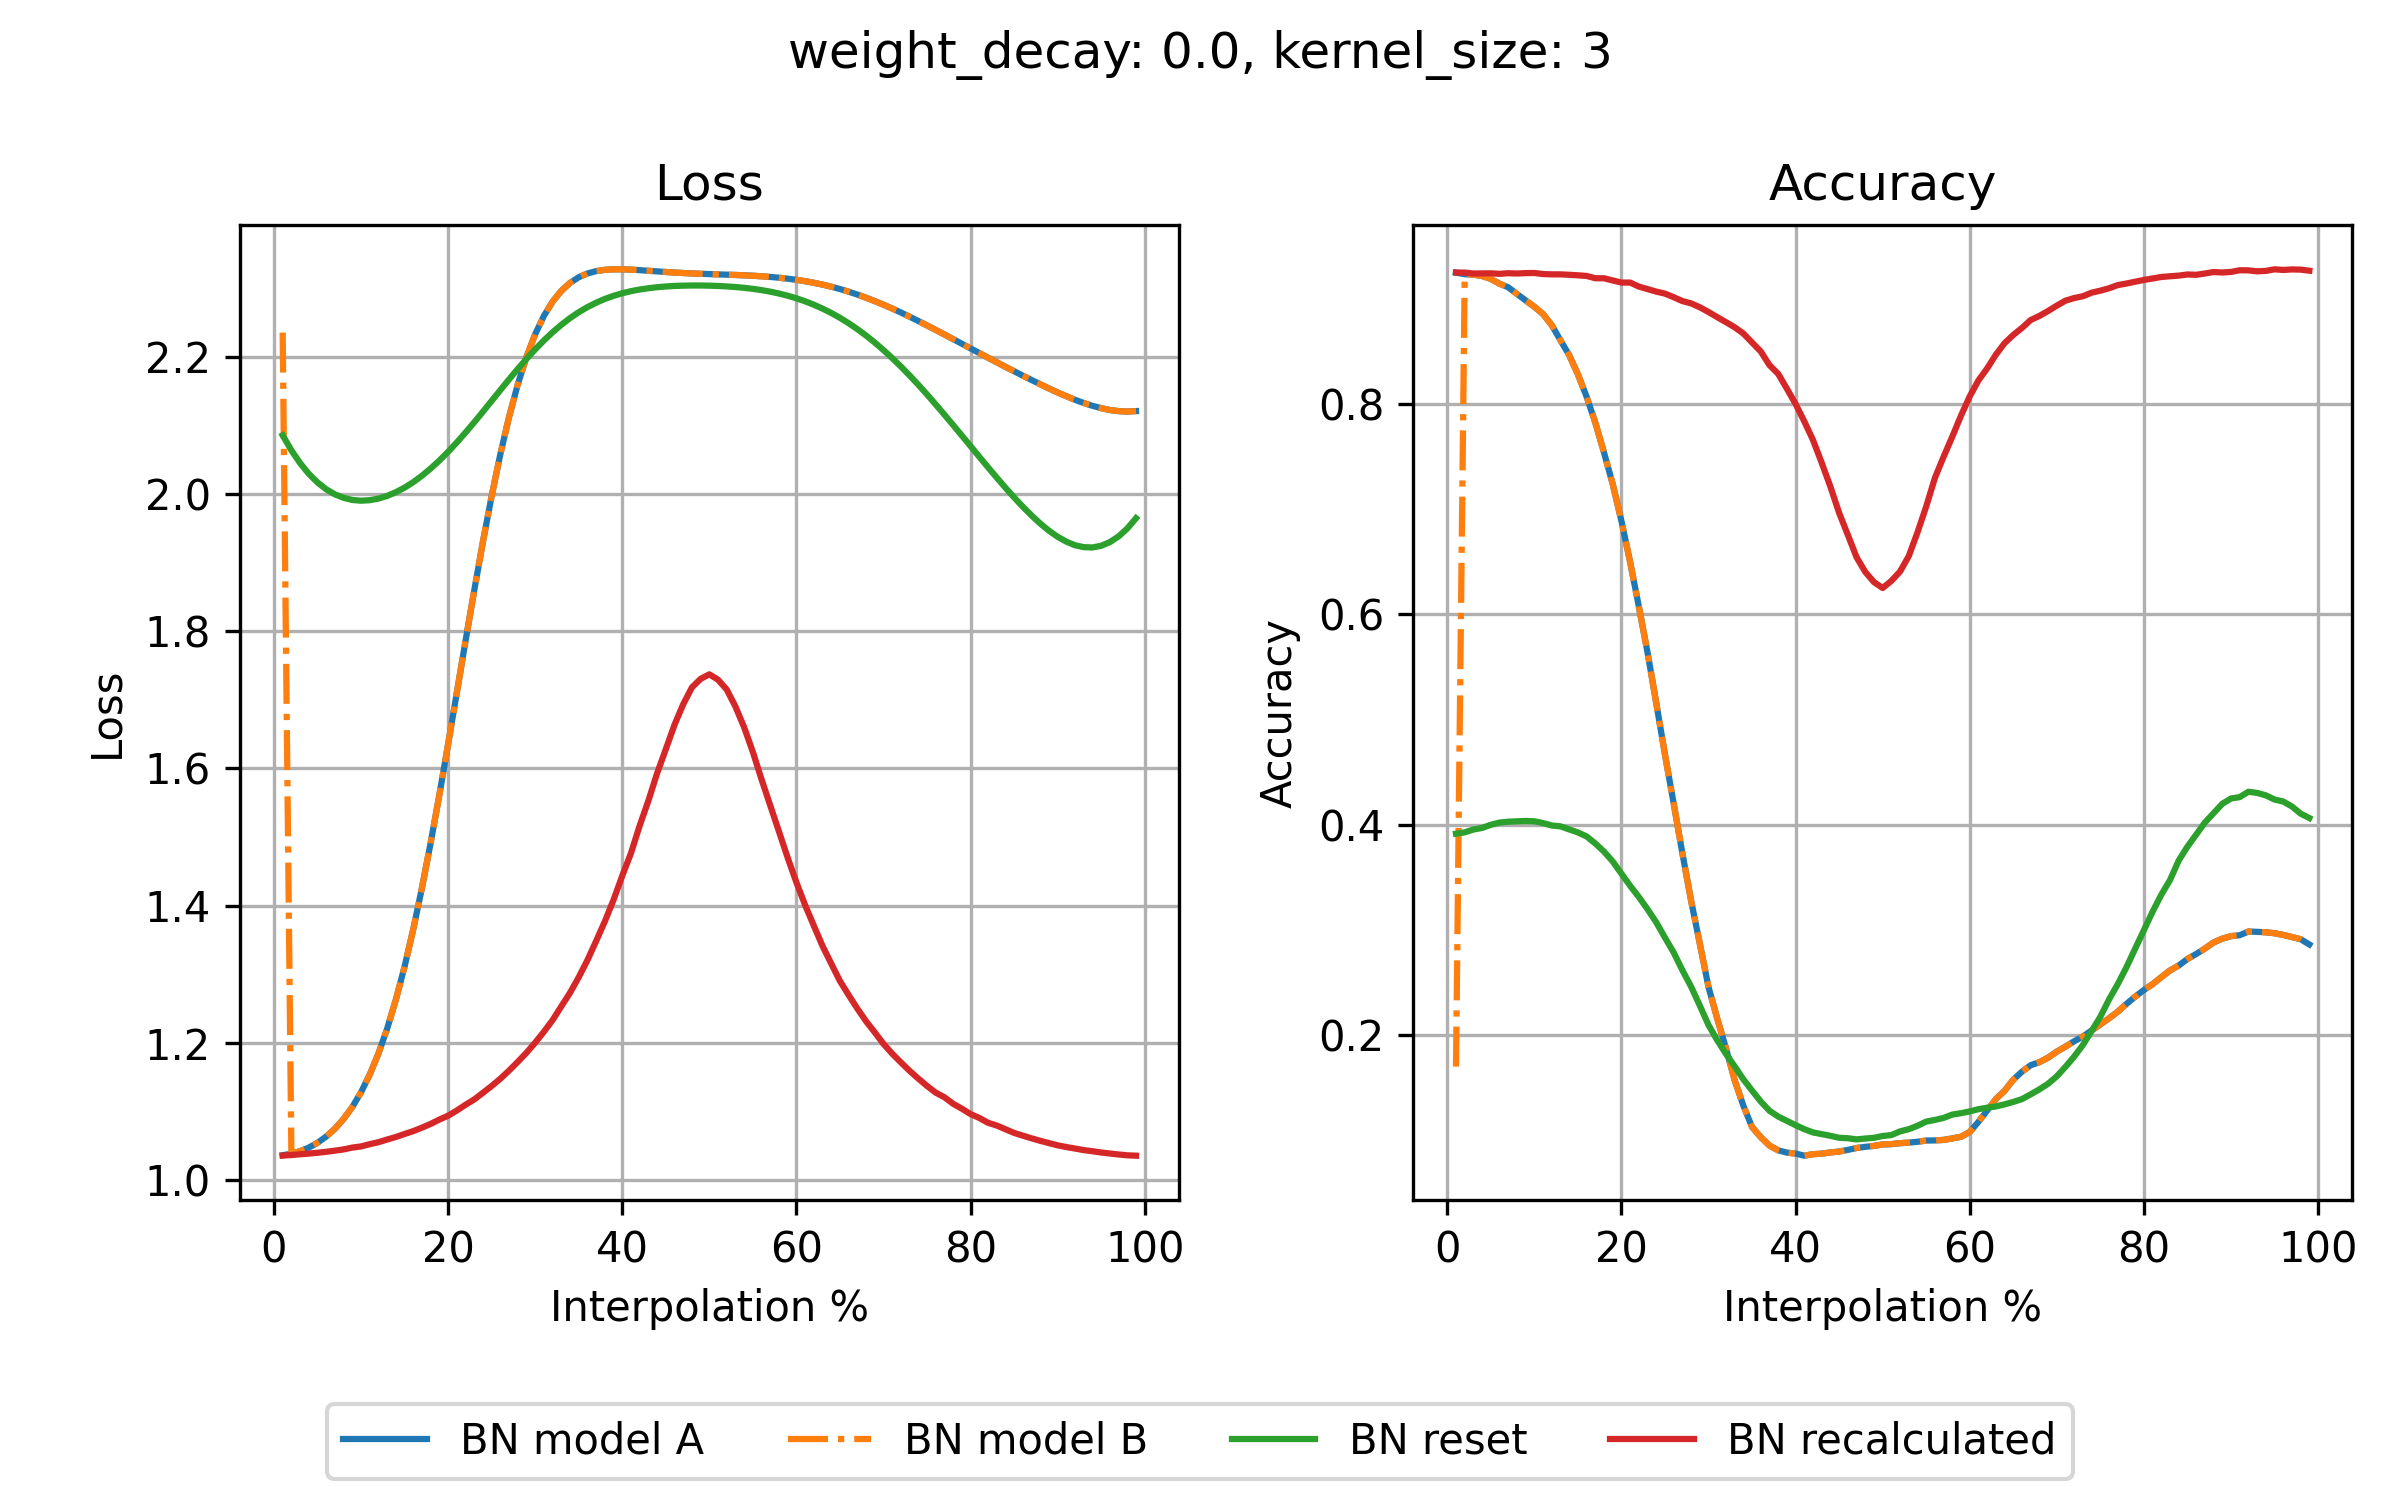 weight_decay: 0.0, kernel_size: 3
Loss
Loss
2.2
2.0
1.8
1.6
1.4
1.2
1.0
0 20 40 60 80 100
Interpolation %
Accuracy
Accuracy
0.8
0.6
0.4
0.2
0 20 40 60 80 100
Interpolation %
BN model A BN model B BN reset BN recalculated